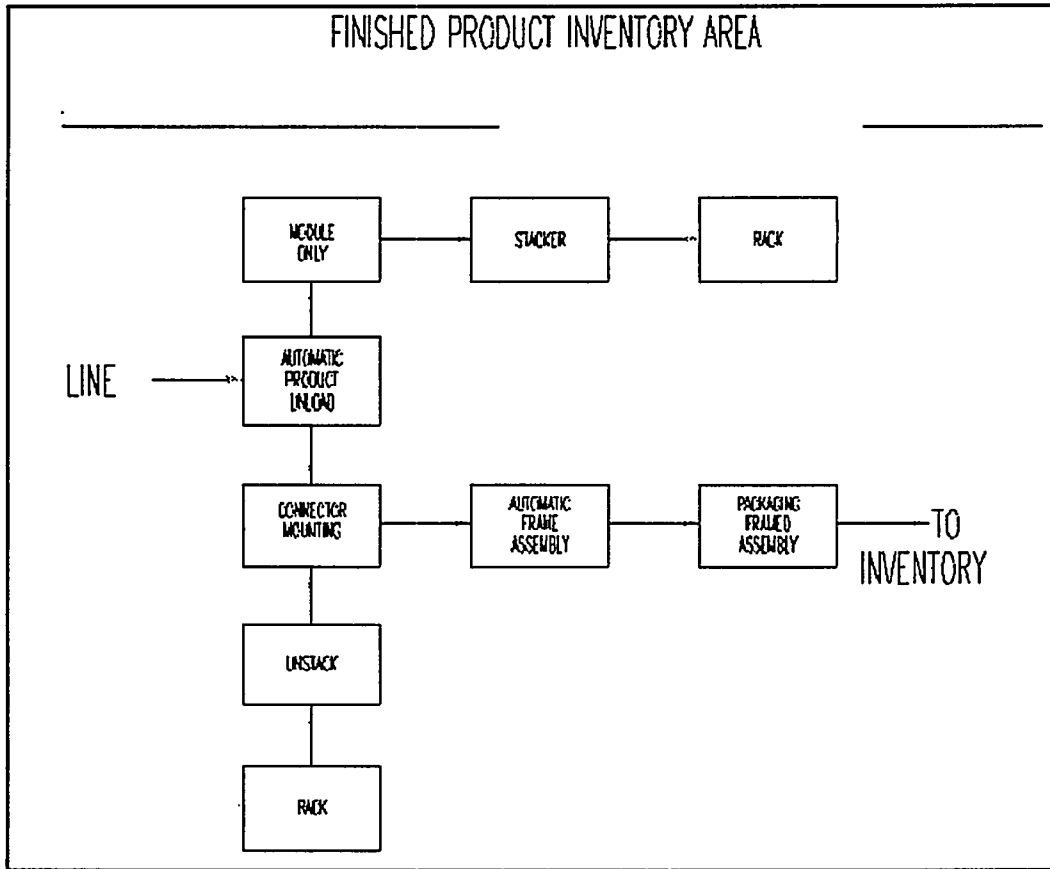 FINISHED PRODUCT INVENTORY AREA
MODULE
ONLY
STACKER
RACK
LINE
AUTOMATIC
PRODUCT
UNLOAD
CONNECTOR
MOUNTING
AUTOMATIC
FRAME
ASSEMBLY
PACKAGING
FRAMED
ASSEMBLY
TO
INVENTORY
UNSTACK
RACK